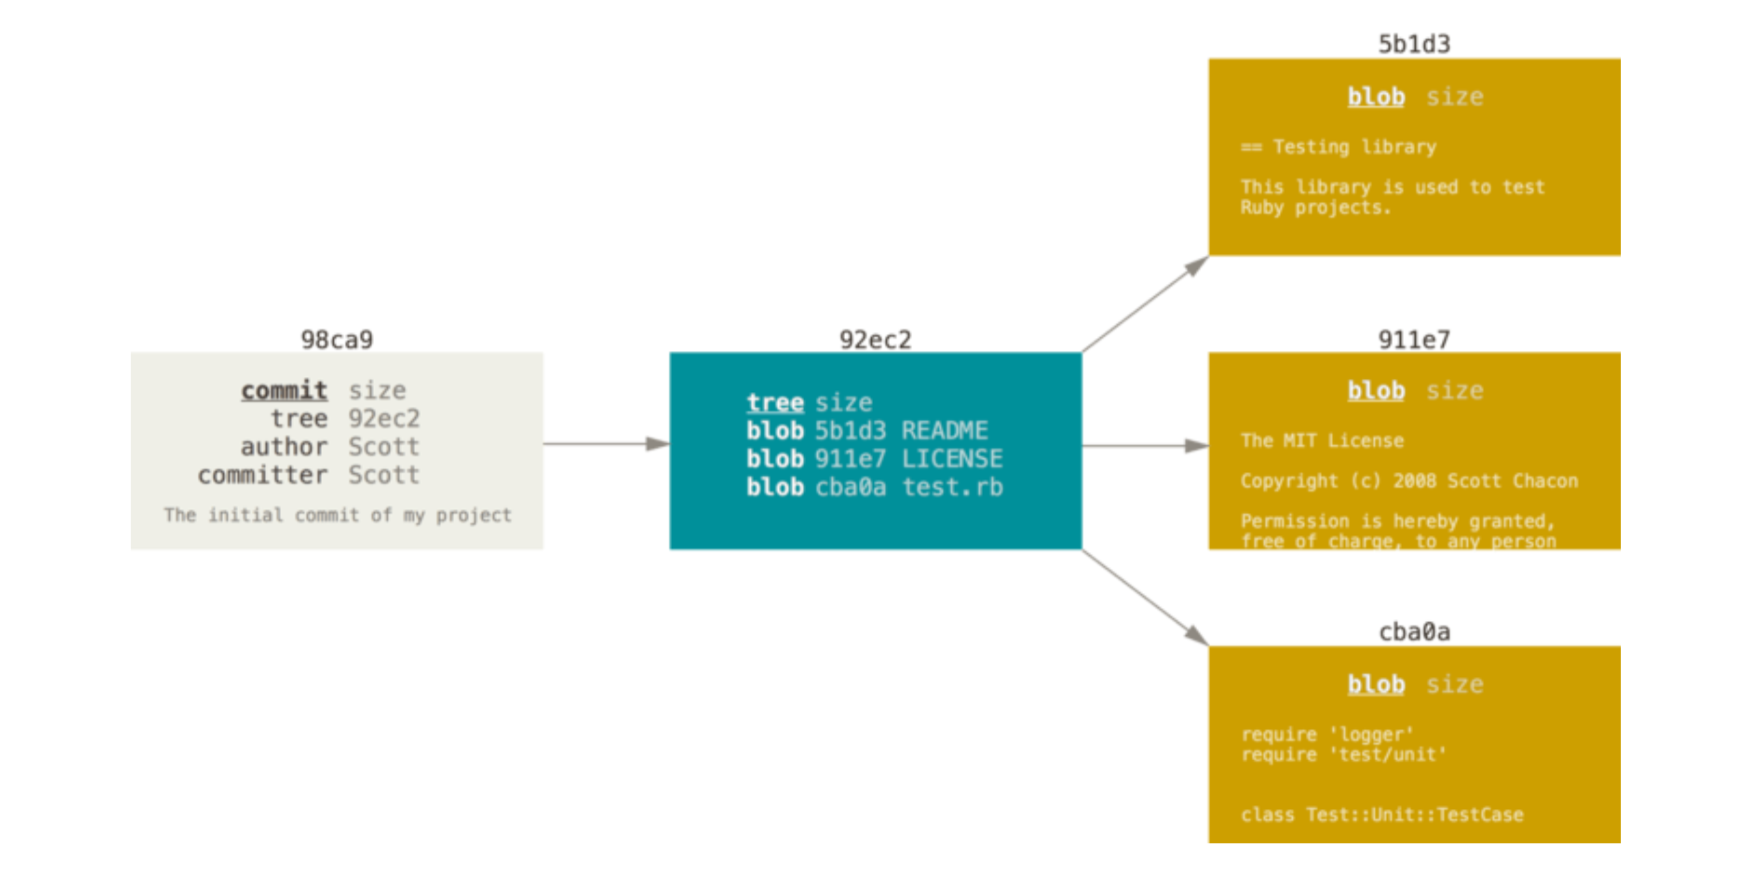 98ca9
commit size
tree 92ec2
author Scott
committer Scott
The initial commit of my project
92ec2
tree size
blob 5b1d3 README
blob 911e7 LICENSE
blob cba0a test.rb
5b1d3
blob size
== Testing library
This library is used to test
Ruby projects.
911e7
blob size
The MIT License
Copyright (c) 2008 Scott Chacon
Permission is hereby granted,
free of charge, to any person
cba0a
blob size
require 'logger'
require 'test/unit'
class Test::Unit::TestCase